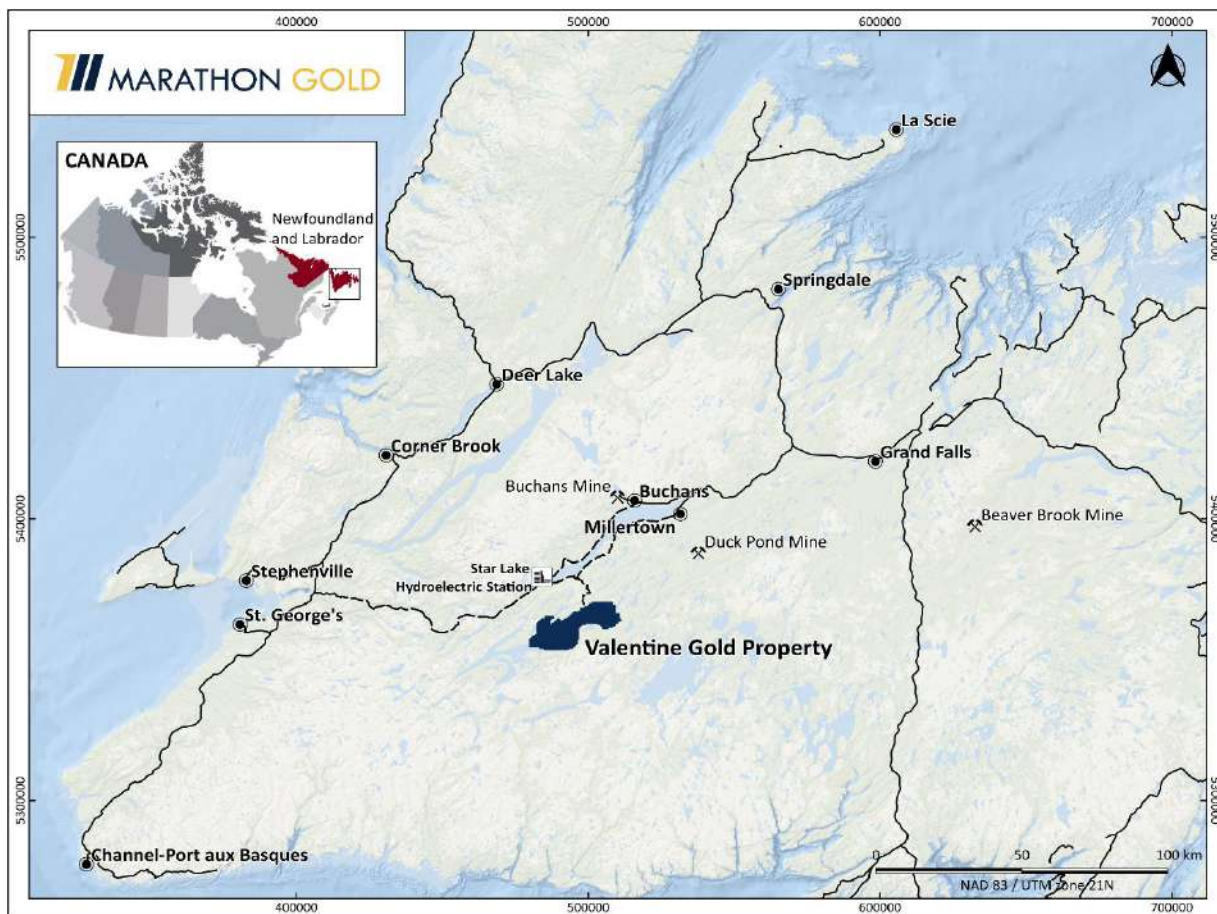 400000
500000
600000
700000
MARATHON GOLD
CANADA
Newfoundland
and Labrador
La Scie
5500000
5500000
Springdale
Deer Lake
Corner Brook
Grand Falls
Buchans Mine
Buchans
Millertown
Beaver Brook Mine
5400000
5400000
Duck Pond Mine
Star Lake
Hydroelectric Station
Stephenville
St. George's
Valentine Gold Property
5300000
5300000
Channel-Port aux Basques
0
50
100 km
NAD 83 / UTM zone 21N
400000
500000
600000
700000